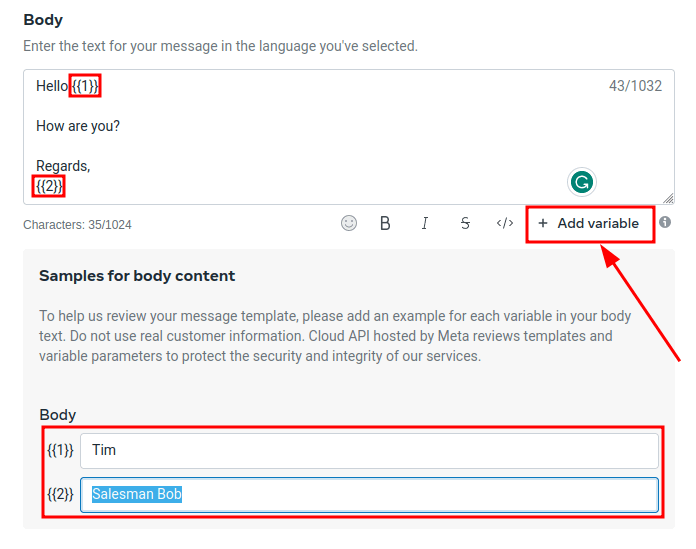 Body
Enter the text for your message in the language you've selected.
Hello {{1}} 43/1032
How are you?
Regards,
{{2}}
G
Characters: 35/1024 B I S </> + Add variable i
Samples for body content
To help us review your message template, please add an example for each variable in your body
text. Do not use real customer information. Cloud API hosted by Meta reviews templates and
variable parameters to protect the security and integrity of our services.
Body
{{1}} Tim
{{2}} Salesman Bob